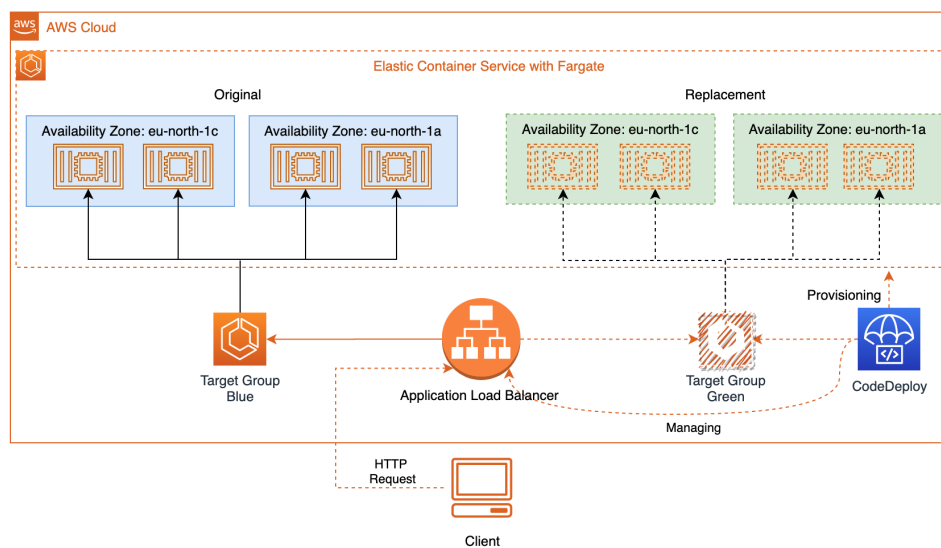 aws
AWS Cloud
Elastic Container Service with Fargate
Original
Replacement
Availability Zone: eu-north-1c
Availability Zone: eu-north-1a
Availability Zone: eu-north-1c
Availability Zone: eu-north-1a
Provisioning
Target Group
Blue
Application Load Balancer
Target Group
Green
CodeDeploy
Managing
HTTP
Request
Client